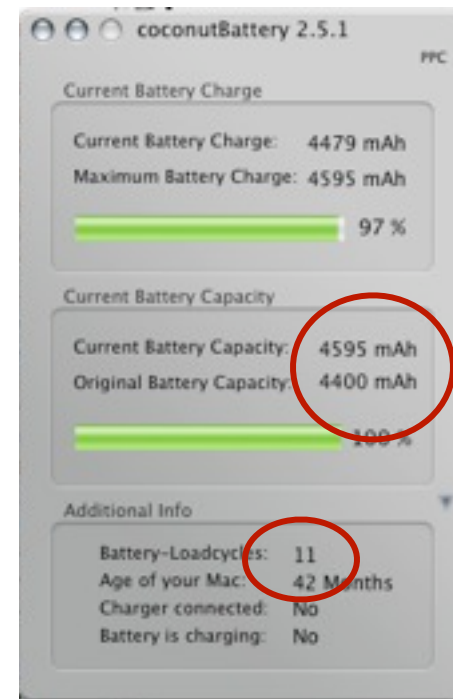 coconutBattery 2.5.1
PPC
Current Battery Charge
Current Battery Charge: 4479 mAh
Maximum Battery Charge: 4595 mAh
97 %
Current Battery Capacity
Current Battery Capacity: 4595 mAh
Original Battery Capacity: 4400 mAh
100 %
Additional Info
Battery-Loadcycles: 11
Age of your Mac: 42 Months
Charger connected: No
Battery is charging: No